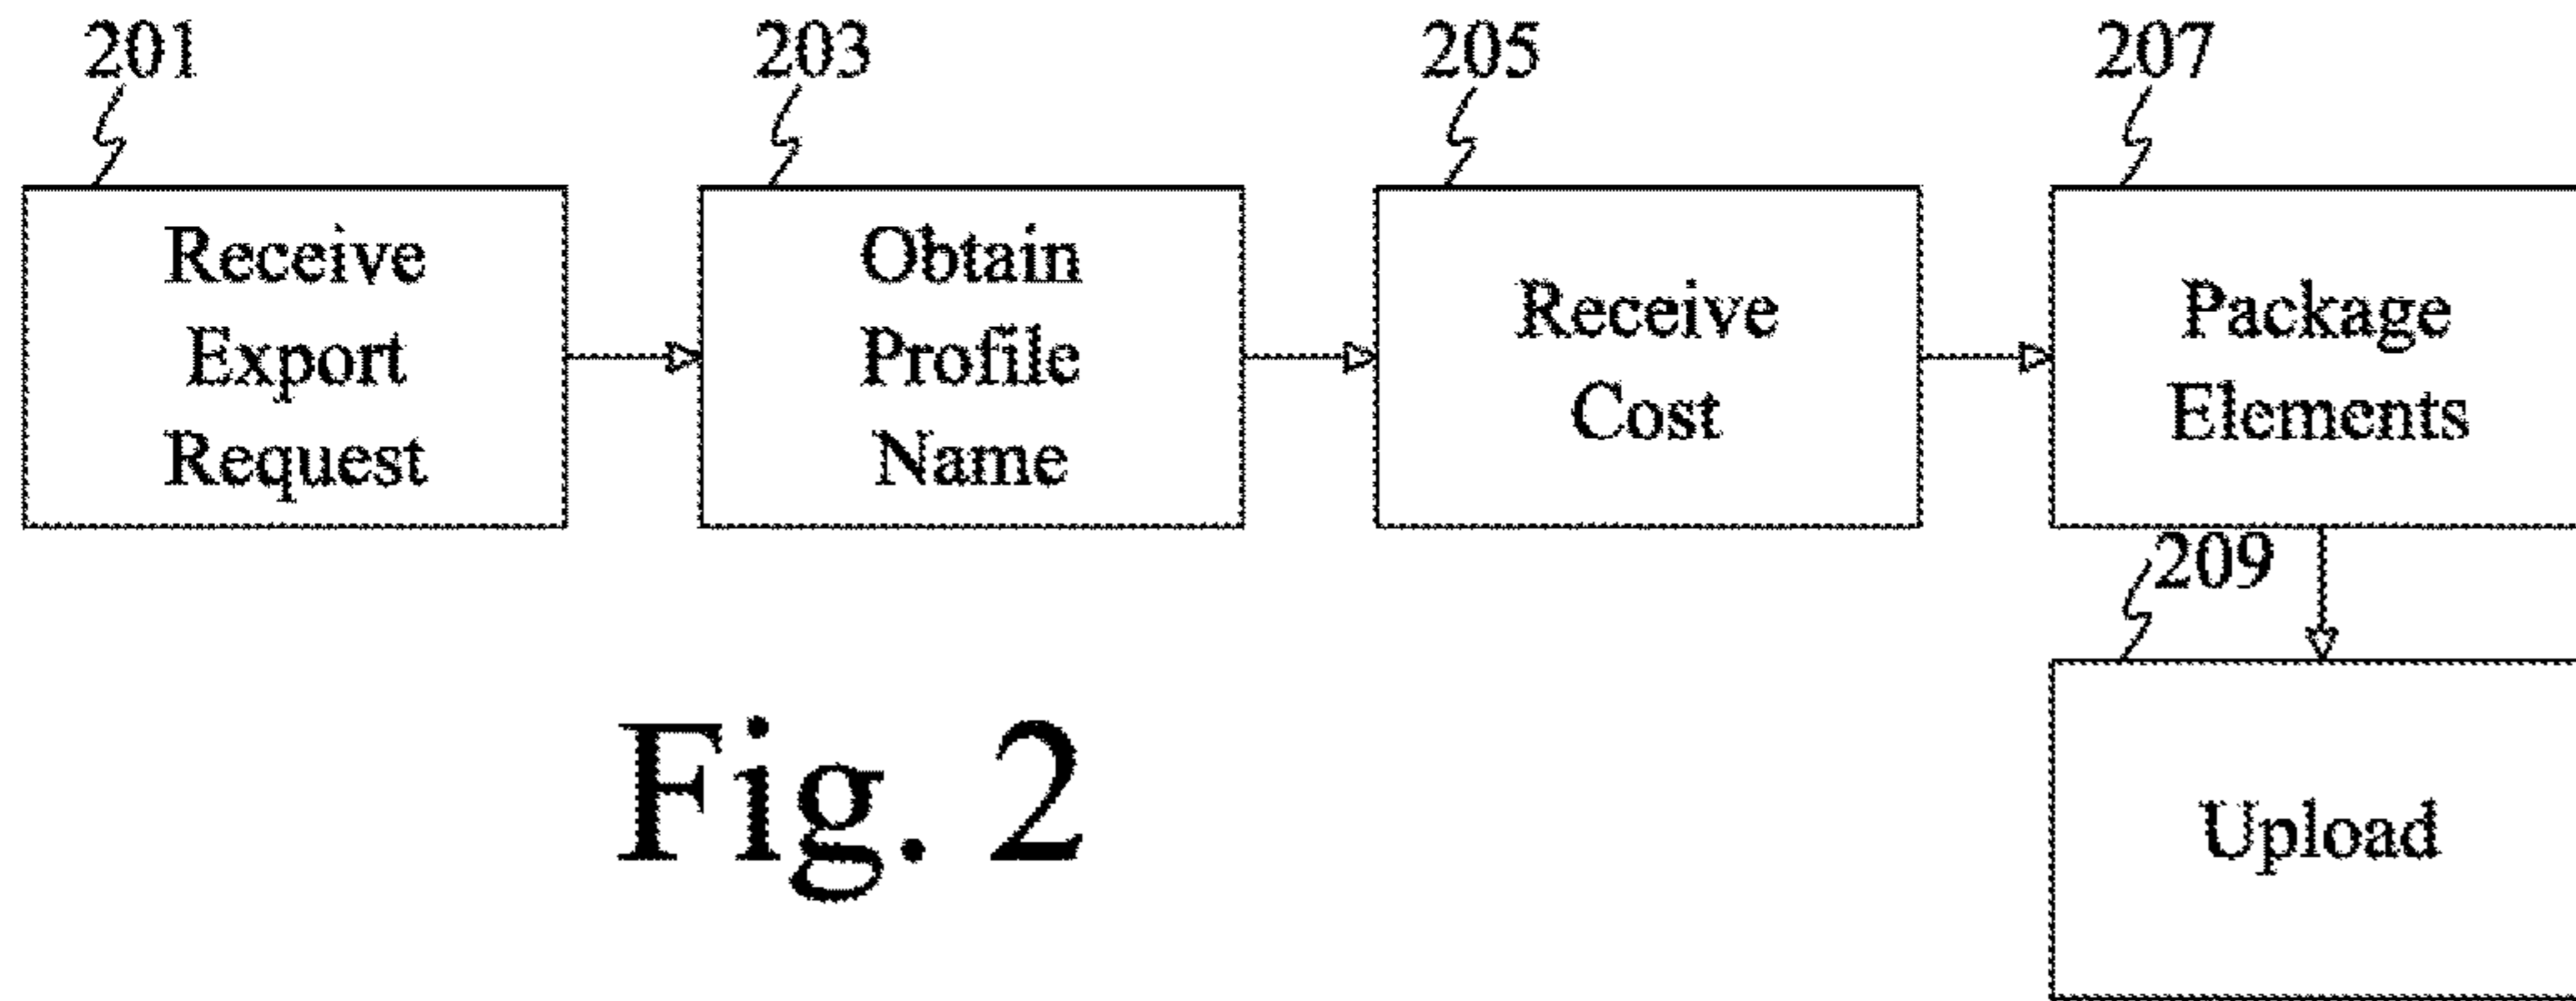 201
203
205
207
Receive
Export
Request
Obtain
Profile
Name
Receive
Cost
Package
Elements
209
Upload
Fig. 2